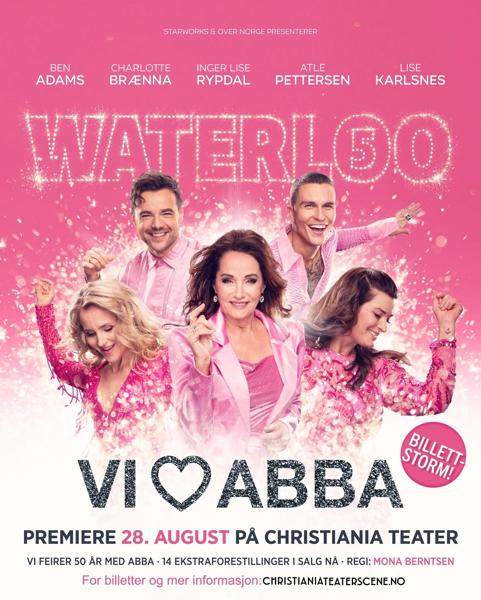 STARWORKS & OVER NORGE PRESENTERER
BEN ADAMS
CHARLOTTE BRÆNNA
INGER LISE RYPDAL
ATLE PETTERSEN
LISE KARLSNES
WATERLOO
50
VI ♡ ABBA
BILLETT-
STORM!
PREMIERE 28. AUGUST PÅ CHRISTIANIA TEATER
VI FEIRER 50 ÅR MED ABBA · 14 EKSTRAFORESTILLINGER I SALG NÅ · REGI: MONA BERNTSEN
For billetter og mer informasjon:CHRISTIANIATEATERSCENE.NO